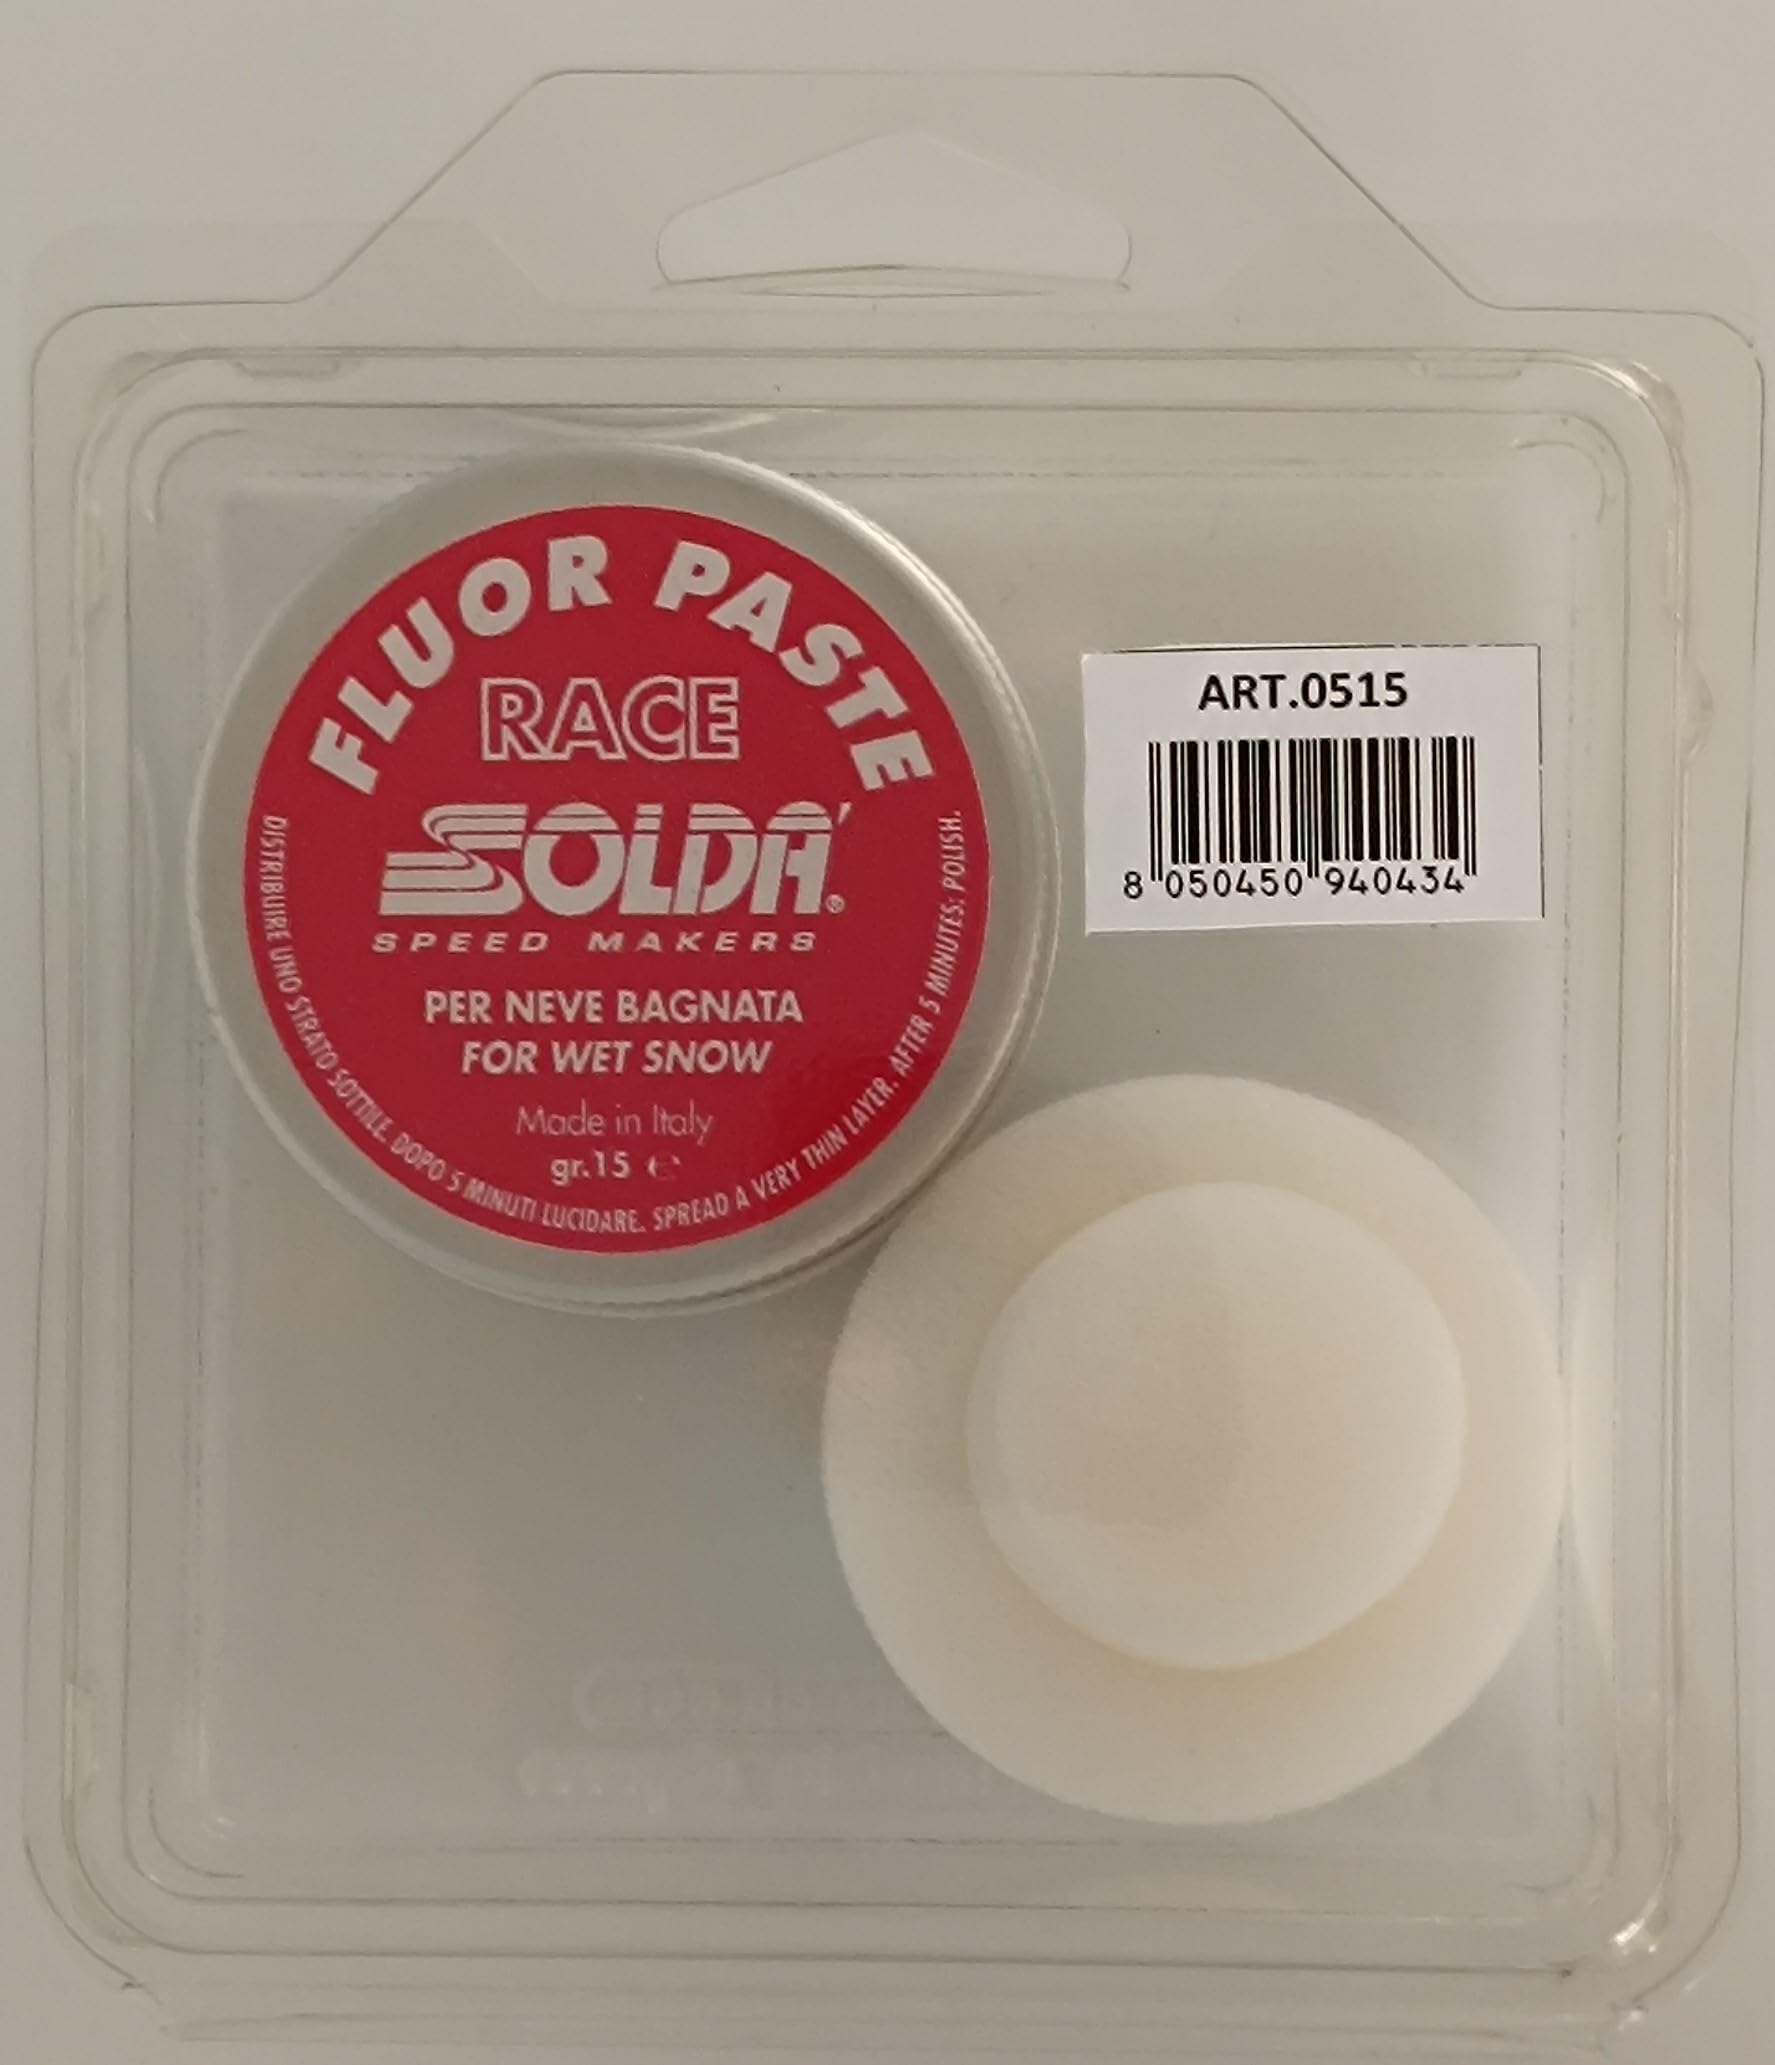 FLUOR PASTE
RACE
SOLDA'®
SPEED MAKERS
PER NEVE BAGNATA
FOR WET SNOW
Made in Italy
gr.15 ℮
DISTRIBUIRE UNO STRATO SOTTILE. DOPO 5 MINUTI LUCIDARE. SPREAD A VERY THIN LAYER. AFTER 5 MINUTES: POLISH.
ART.0515
8 050450 940434